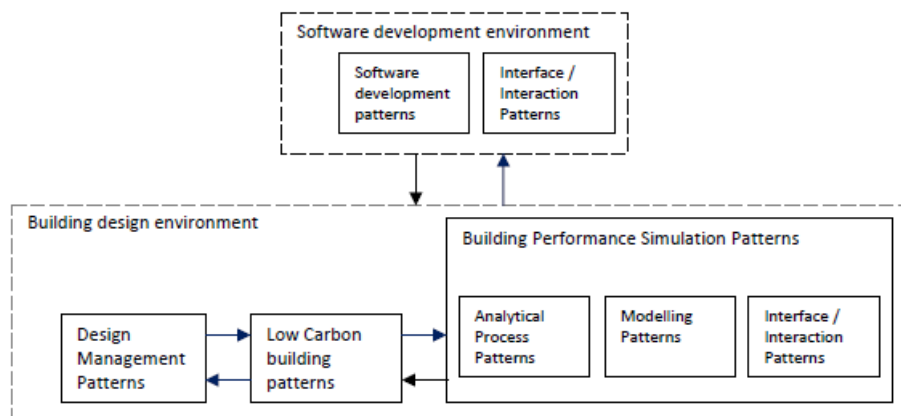 Software development environment
Software
development
patterns
Interface /
Interaction
Patterns
Building design environment
Building Performance Simulation Patterns
Design
Management
Patterns
Low Carbon
building
patterns
Analytical
Process
Patterns
Modelling
Patterns
Interface /
Interaction
Patterns